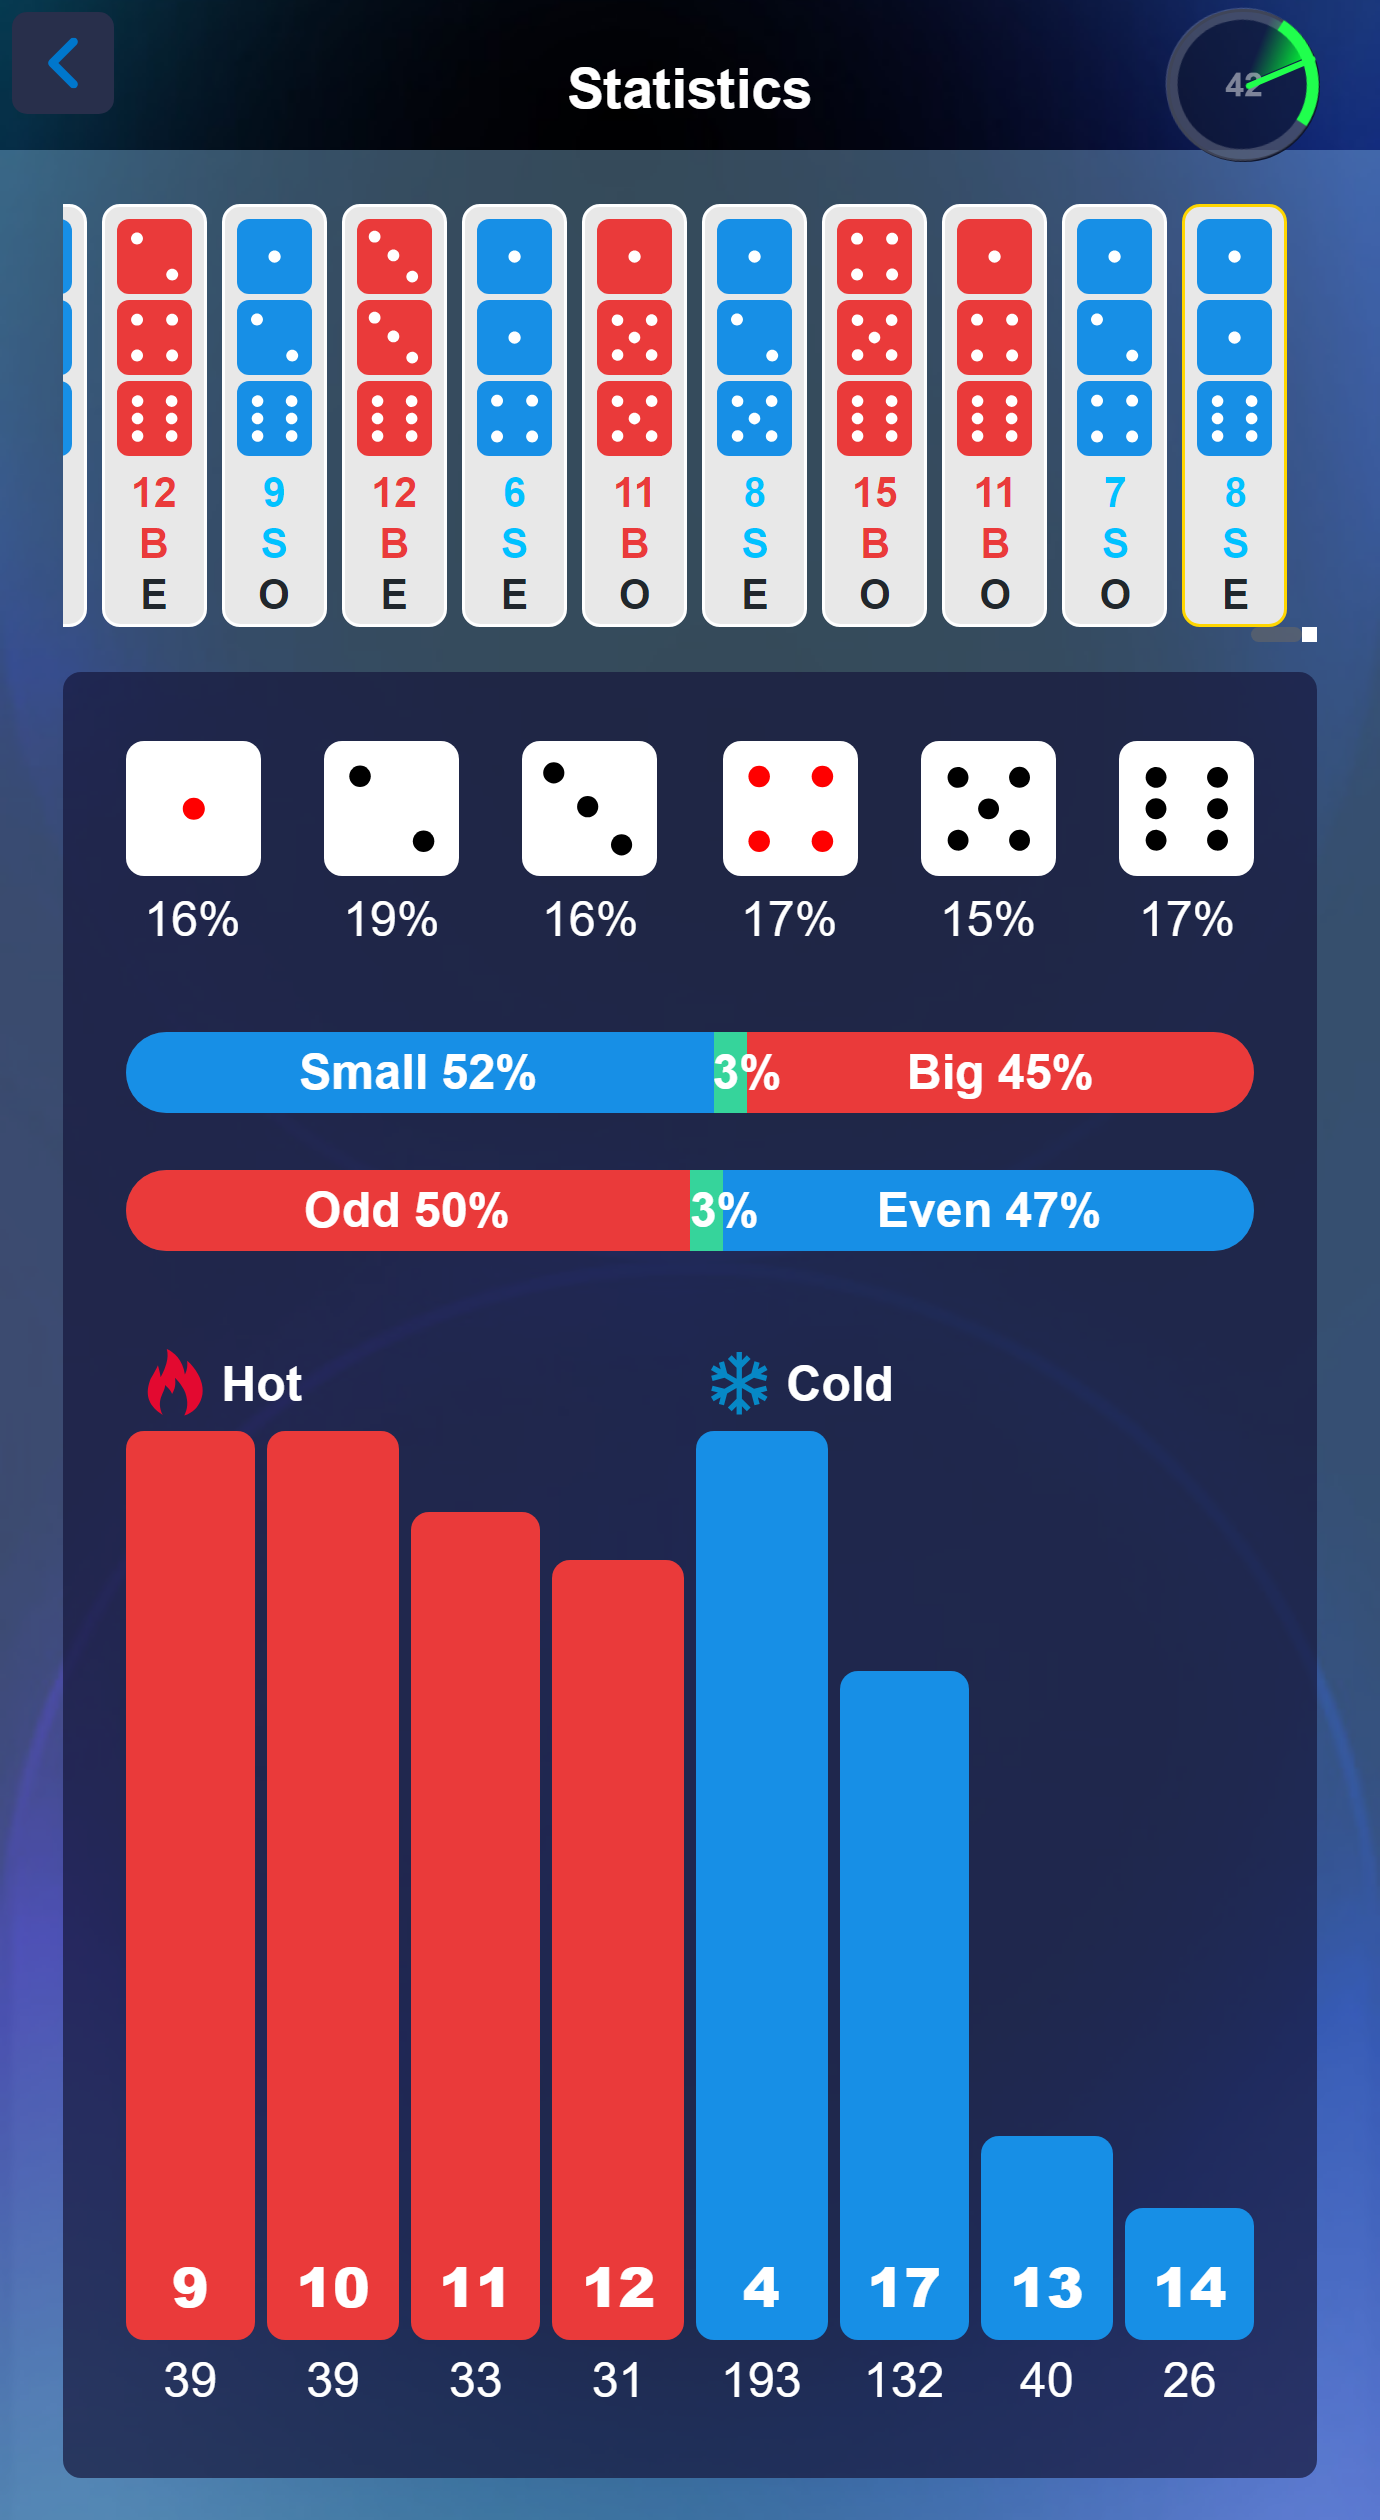 Statistics
42
12 9 12 6 11 8 15 11 7 8
B S B S B S B B S S
E O E E O E O O O E
16% 19% 16% 17% 15% 17%
Small 52% 3% Big 45%
Odd 50% 3% Even 47%
Hot Cold
9 10 11 12 4 17 13 14
39 39 33 31 193 132 40 26